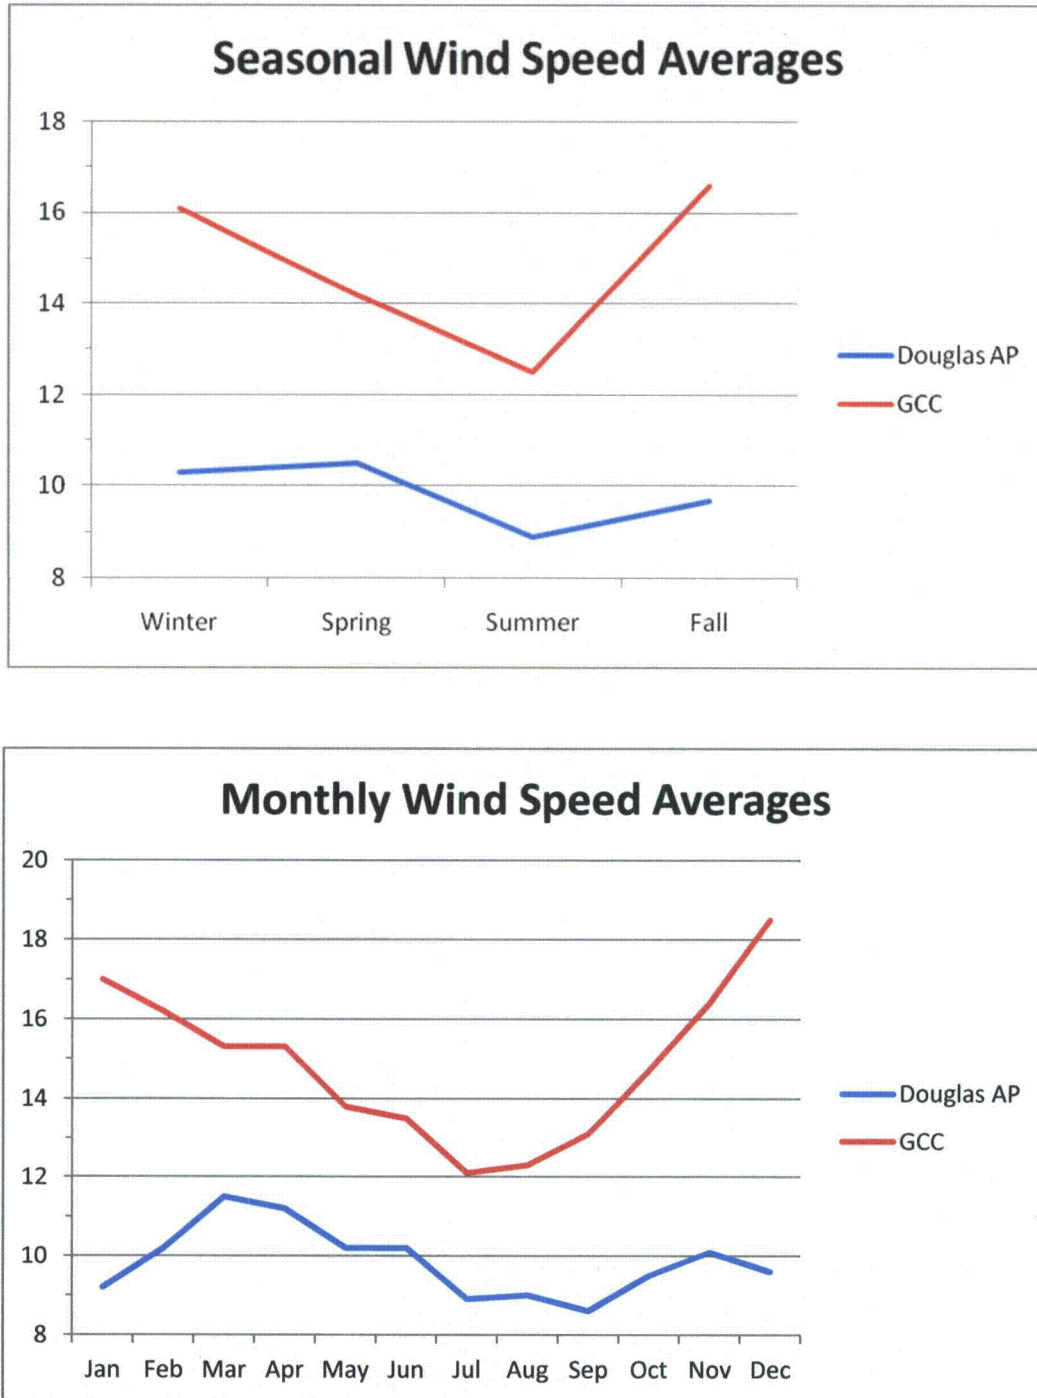 Seasonal Wind Speed Averages
18
16
14
12
10
8
Winter Spring Summer Fall
Douglas AP
GCC
Monthly Wind Speed Averages
20
18
16
14
12
10
8
Jan Feb Mar Apr May Jun Jul Aug Sep Oct Nov Dec
Douglas AP
GCC